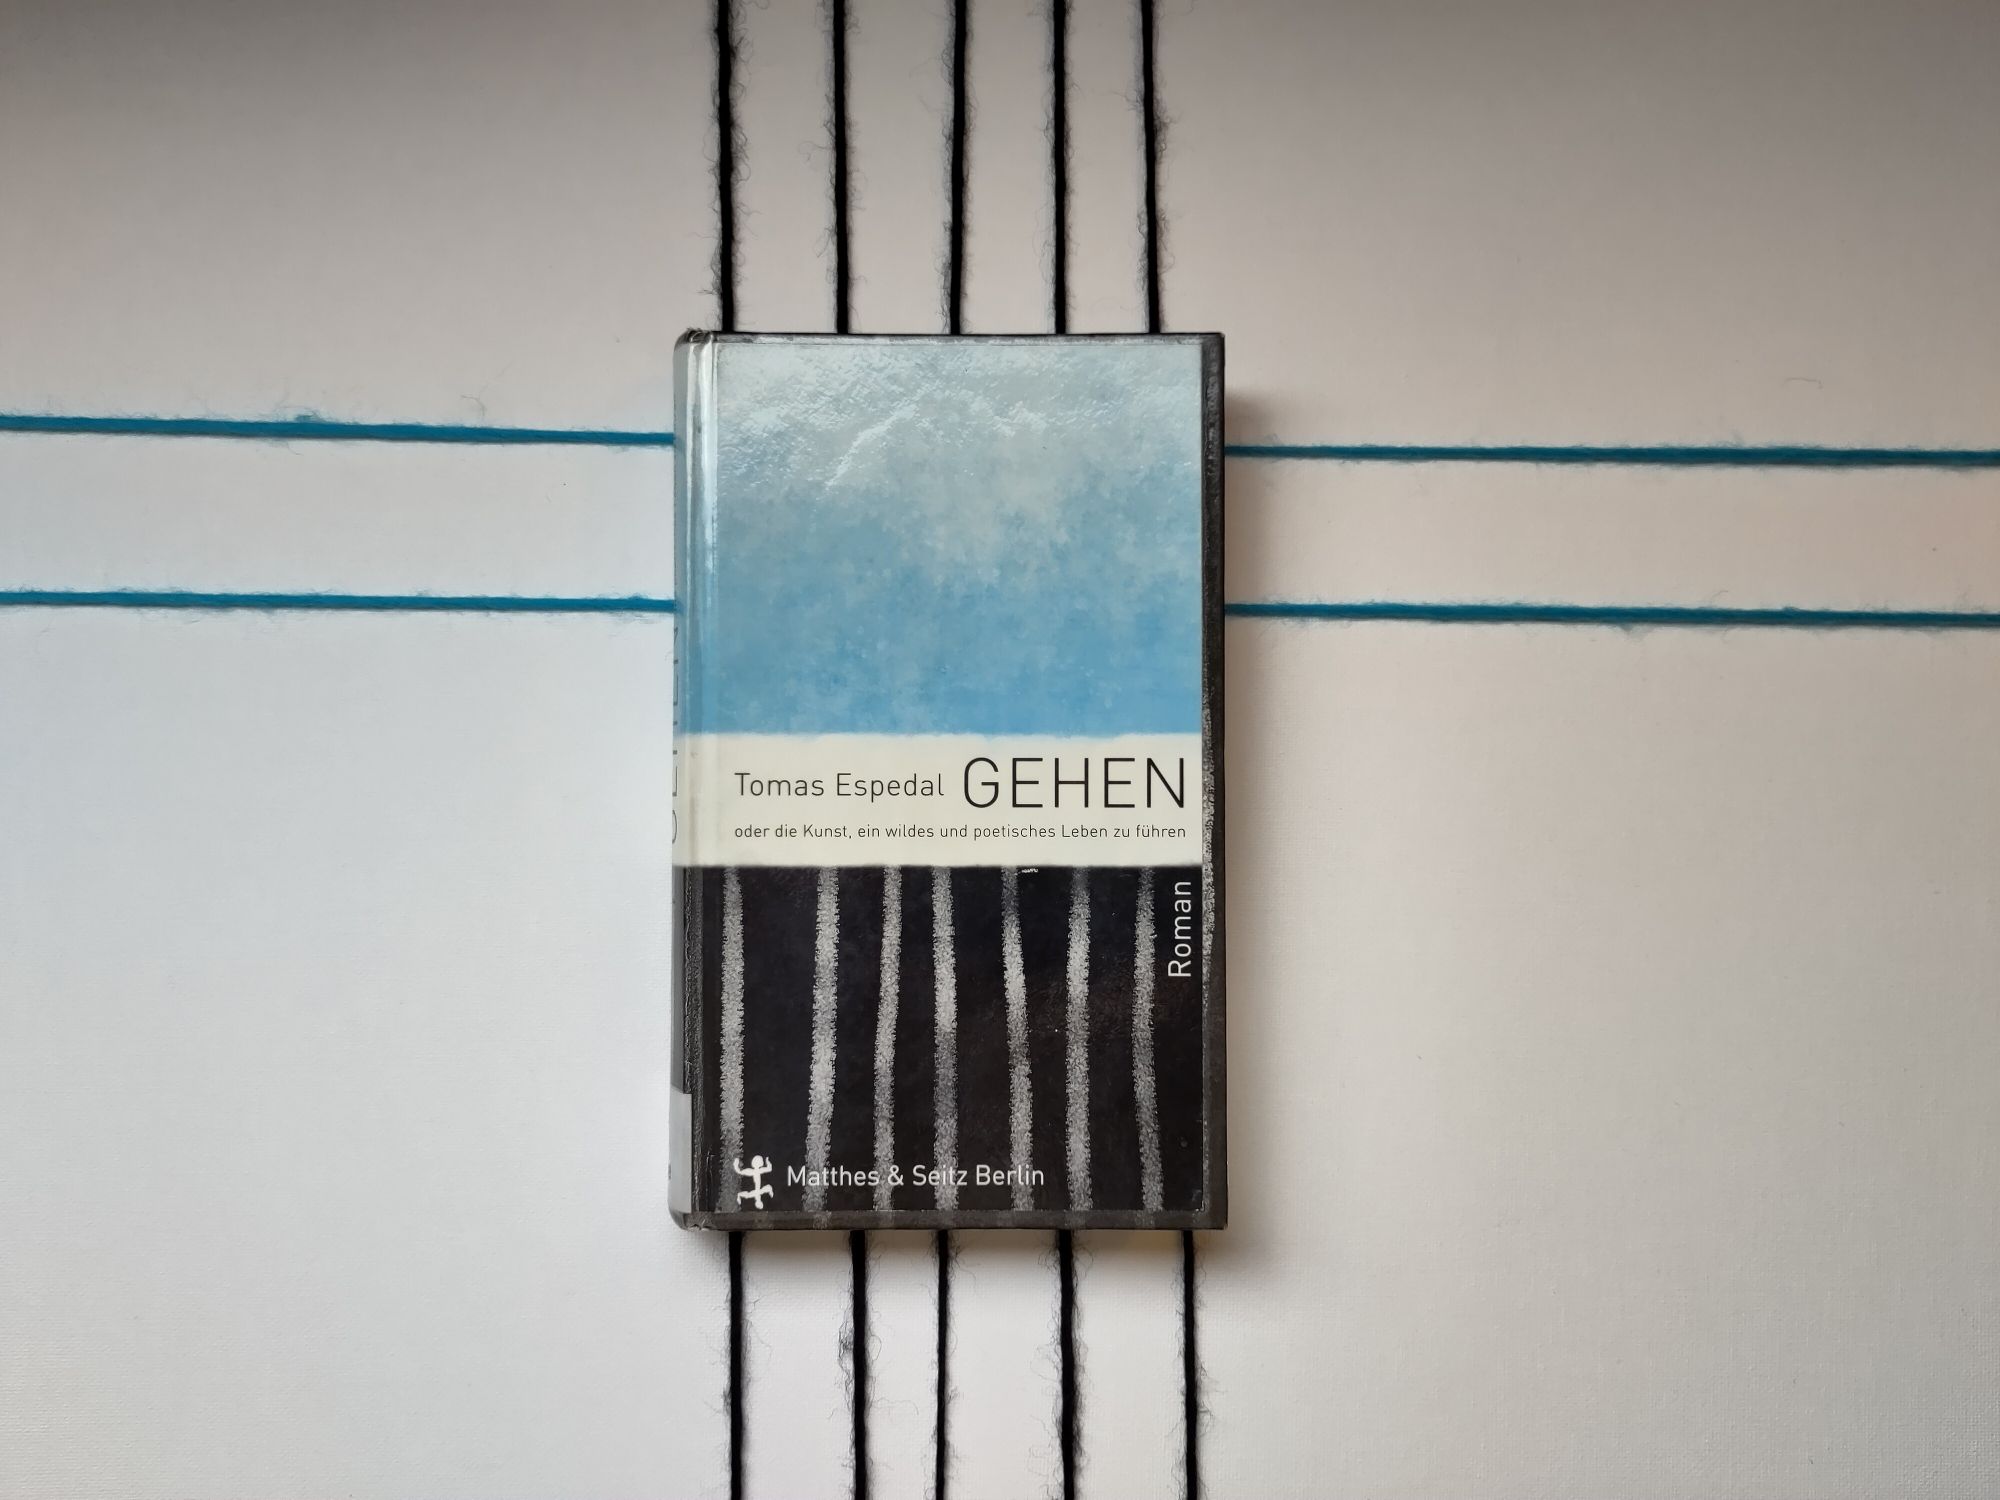 Tomas Espedal GEHEN
oder die Kunst, ein wildes und poetisches Leben zu führen
Roman
Matthes & Seitz Berlin